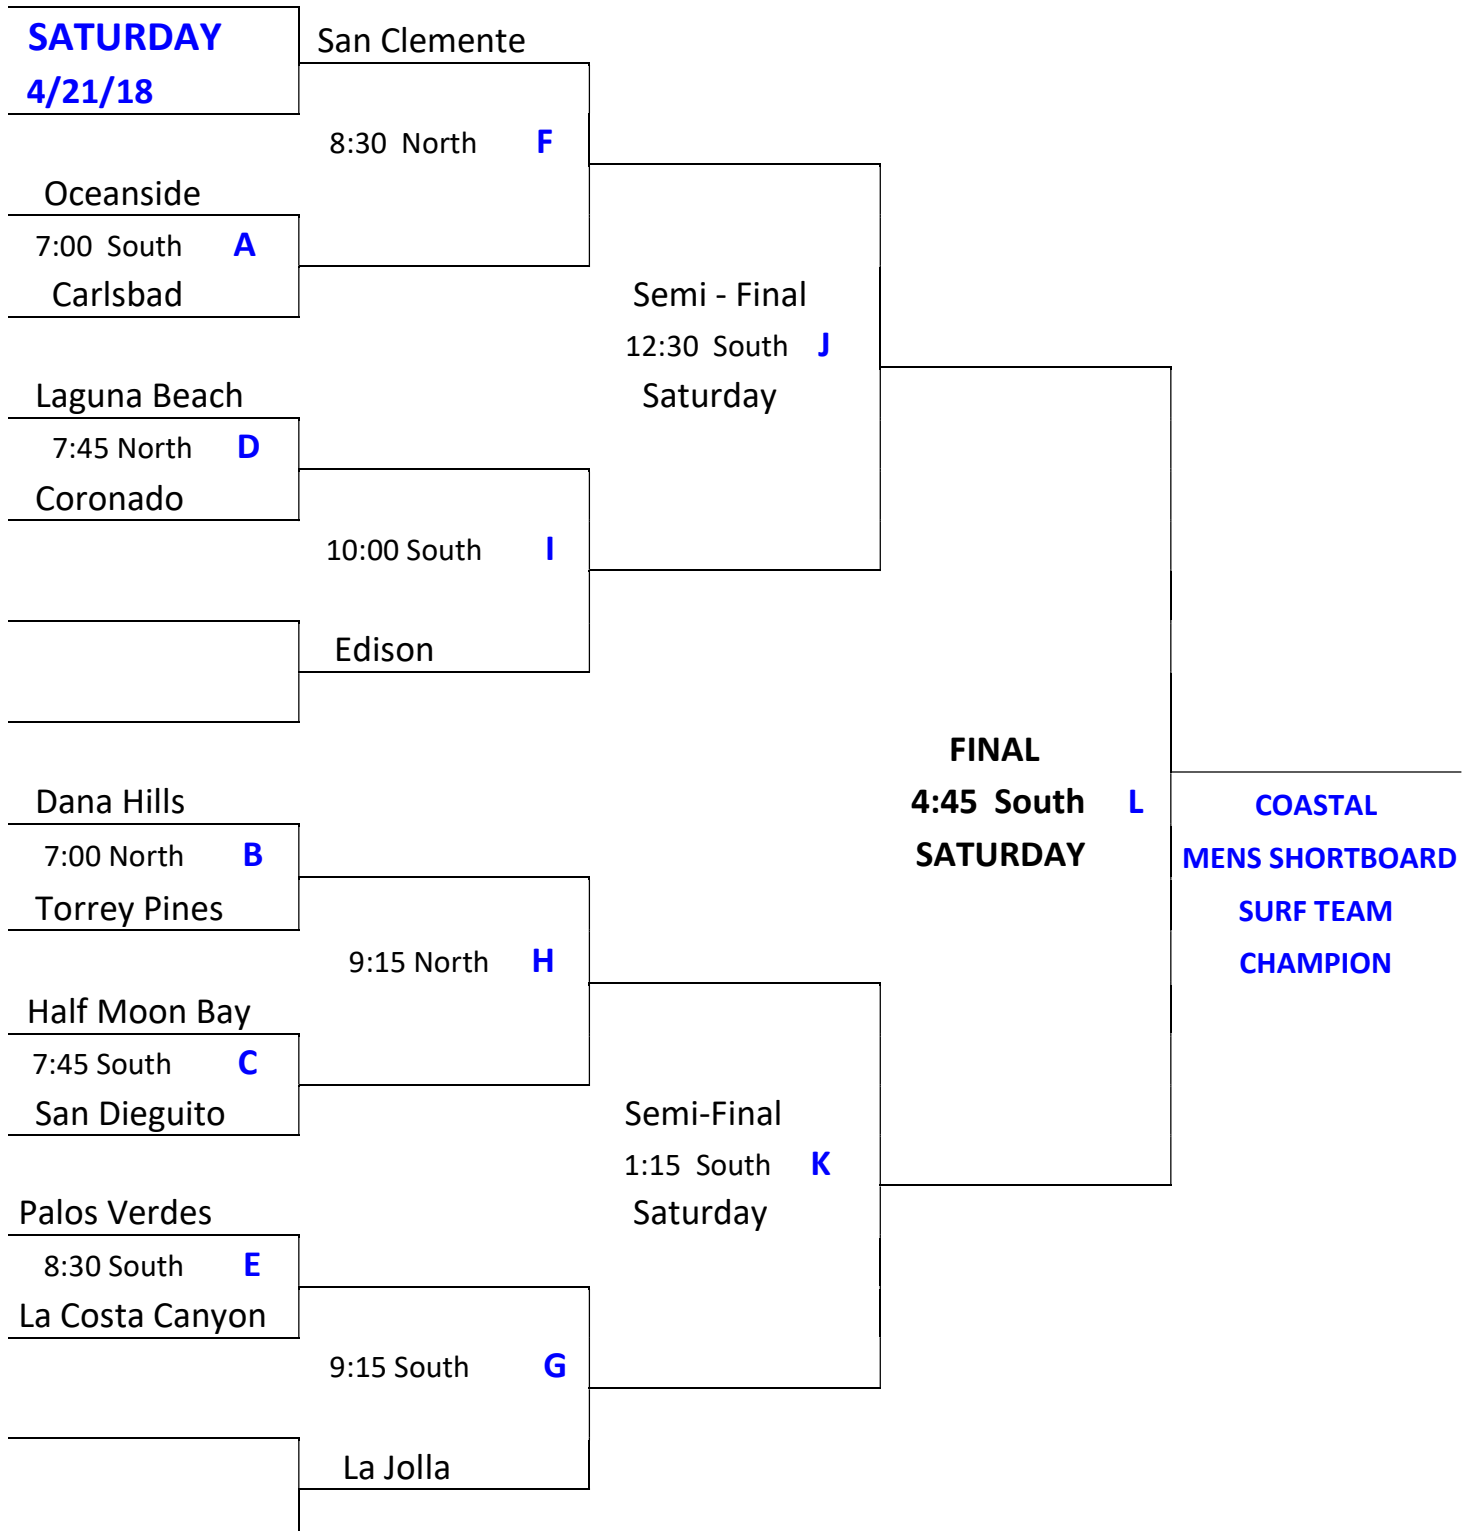 SATURDAY
4/21/18
San Clemente
8:30 North F
Oceanside
7:00 South A
Carlsbad
Semi - Final
12:30 South J
Saturday
Laguna Beach
7:45 North D
Coronado
10:00 South I
Edison
FINAL
4:45 South L
SATURDAY
COASTAL
MENS SHORTBOARD
SURF TEAM
CHAMPION
Dana Hills
7:00 North B
Torrey Pines
9:15 North H
Half Moon Bay
7:45 South C
San Dieguito
Semi-Final
1:15 South K
Saturday
Palos Verdes
8:30 South E
La Costa Canyon
9:15 South G
La Jolla